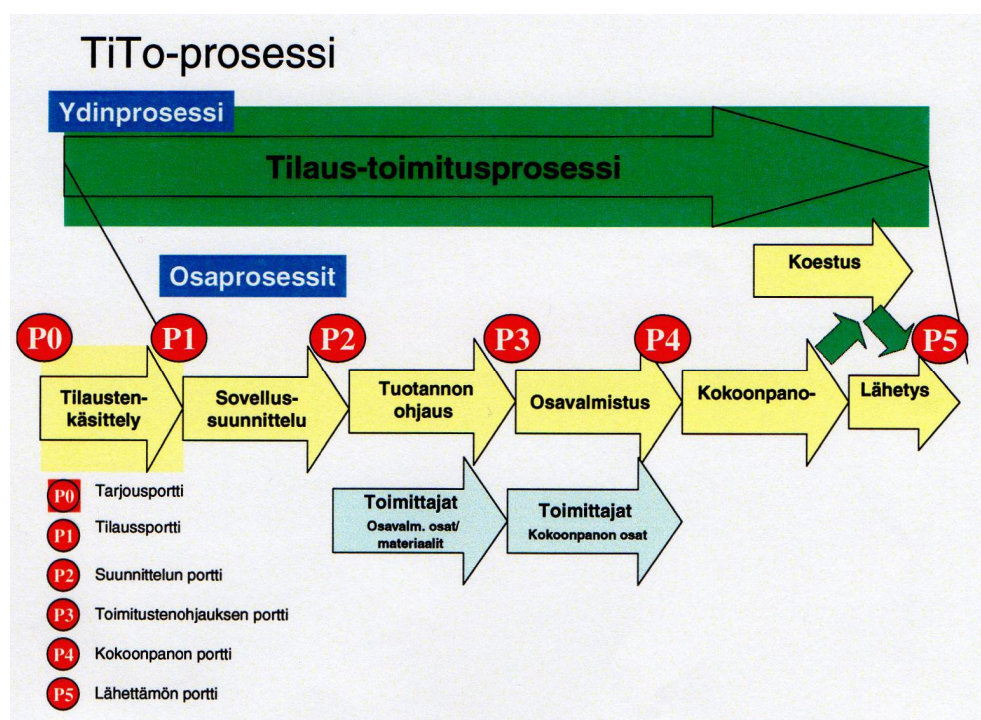 TiTo-prosessi
Ydinprosessi
Tilaus-toimitusprosessi
Koestus
Osaprosessit
P0
P1
P2
P3
P4
P5
Tilausten-
käsittely
Sovellus-
suunnittelu
Tuotannon
ohjaus
Osavalmistus
Kokoonpano-
Lähetys
Toimittajat
Osavalm. osat/
materiaalit
Toimittajat
Kokoonpanon osat
P0 Tarjousportti
P1 Tilaussportti
P2 Suunnittelun portti
P3 Toimitustenohjauksen portti
P4 Kokoonpanon portti
P5 Lähettämön portti